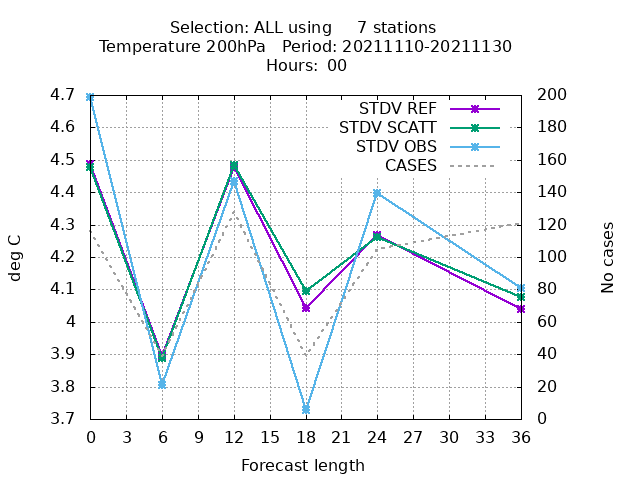 Selection: ALL using     7 stations
Temperature 200hPa   Period: 20211110-20211130
Hours: 00
STDV REF
STDV SCATT
STDV OBS
CASES
deg C
4.7
4.6
4.5
4.4
4.3
4.2
4.1
4
3.9
3.8
3.7
200
180
160
140
120
100
80
60
40
20
0
No cases
0 3 6 9 12 15 18 21 24 27 30 33 36
Forecast length